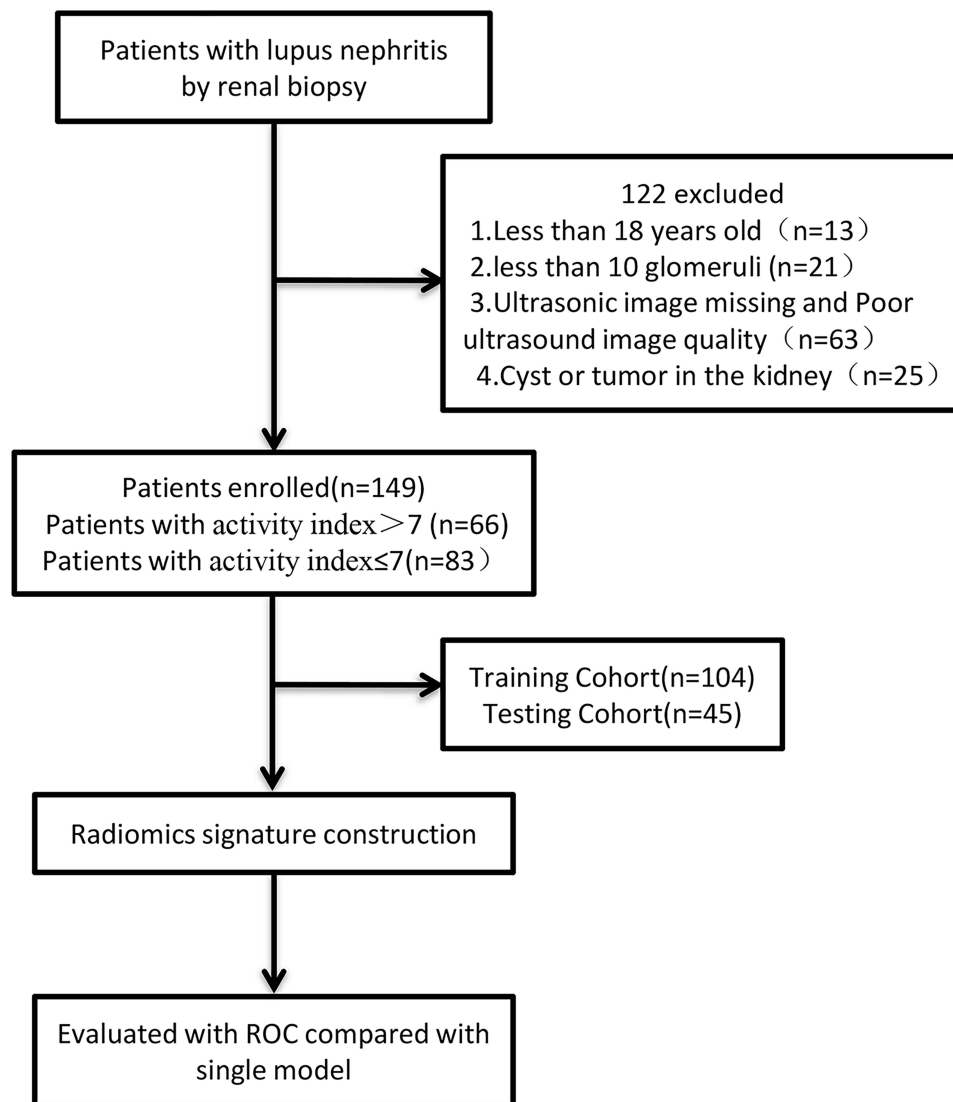 Patients with lupus nephritis
by renal biopsy
122 excluded
1.Less than 18 years old（n=13）
2.less than 10 glomeruli (n=21)
3.Ultrasonic image missing and Poor
ultrasound image quality（n=63）
4.Cyst or tumor in the kidney（n=25）
Patients enrolled(n=149)
Patients with activity index＞7 (n=66)
Patients with activity index≤7(n=83）
Training Cohort(n=104)
Testing Cohort(n=45)
Radiomics signature construction
Evaluated with ROC compared with
single model